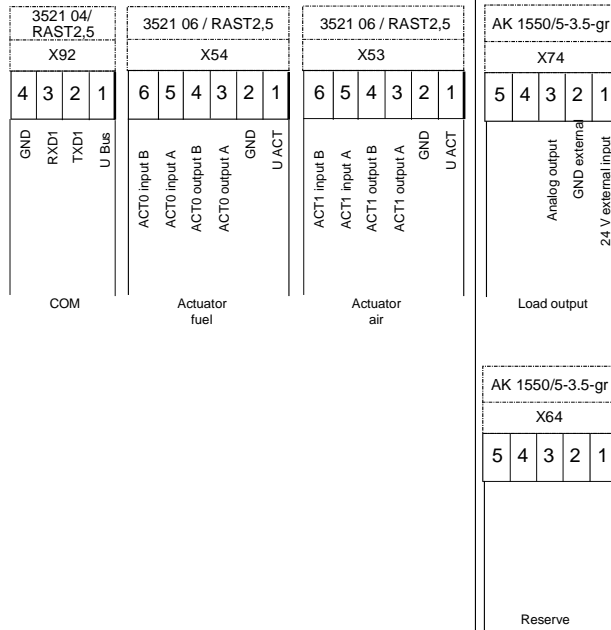 3521 04/
RAST2,5
X92
4 3 2 1
GND
RXD1
TXD1
U Bus
COM
3521 06 / RAST2,5
X54
6 5 4 3 2 1
ACT0 input B
ACT0 input A
ACT0 output B
ACT0 output A
GND
U ACT
Actuator
fuel
3521 06 / RAST2,5
X53
6 5 4 3 2 1
ACT1 input B
ACT1 input A
ACT1 output B
ACT1 output A
GND
U ACT
Actuator
air
AK 1550/5-3.5-gr
X74
5 4 3 2 1
Analog output
GND external
24 V external input
Load output
AK 1550/5-3.5-gr
X64
5 4 3 2 1
Reserve